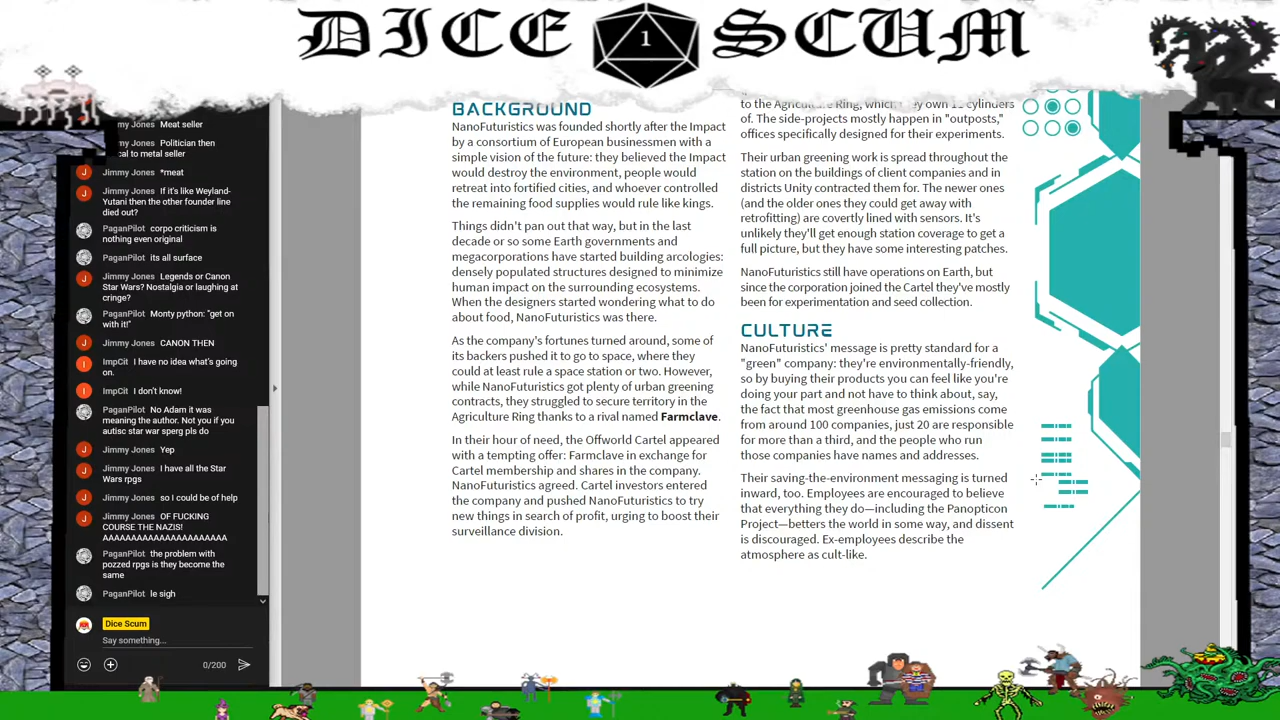 DICE SCUM
1
mmy Jones Meat seller
mmy Jones Politician then
cal to metal seller
Jimmy Jones *meat
Jimmy Jones If it's like Weyland-
Yutani then the other founder line
died out?
PaganPilot corpo criticism is
nothing even original
PaganPilot its all surface
Jimmy Jones Legends or Canon
Star Wars? Nostalgia or laughing at
cringe?
PaganPilot Monty python: "get on
with it!"
Jimmy Jones CANON THEN
ImpCit I have no idea what's going
on.
ImpCit I don't know!
PaganPilot No Adam it was
meaning the author. Not you if you
autisc star war sperg pls do
Jimmy Jones Yep
Jimmy Jones I have all the Star
Wars rpgs
Jimmy Jones so I could be of help
Jimmy Jones OF FUCKING
COURSE THE NAZIS!
AAAAAAAAAAAAAAAAAAAAAA
PaganPilot the problem with
pozzed rpgs is they become the
same
PaganPilot le sigh
Dice Scum
Say something...
0/200
BACKGROUND
NanoFuturistics was founded shortly after the Impact
by a consortium of European businessmen with a
simple vision of the future: they believed the Impact
would destroy the environment, people would
retreat into fortified cities, and whoever controlled
the remaining food supplies would rule like kings.
Things didn't pan out that way, but in the last
decade or so some Earth governments and
megacorporations have started building arcologies:
densely populated structures designed to minimize
human impact on the surrounding ecosystems.
When the designers started wondering what to do
about food, NanoFuturistics was there.
As the company's fortunes turned around, some of
its backers pushed it to go to space, where they
could at least rule a space station or two. However,
while NanoFuturistics got plenty of urban greening
contracts, they struggled to secure territory in the
Agriculture Ring thanks to a rival named Farmclave.
In their hour of need, the Offworld Cartel appeared
with a tempting offer: Farmclave in exchange for
Cartel membership and shares in the company.
NanoFuturistics agreed. Cartel investors entered
the company and pushed NanoFuturistics to try
new things in search of profit, urging to boost their
surveillance division.
to the Agriculture Ring, which they own 11 cylinders
of. The side-projects mostly happen in "outposts,"
offices specifically designed for their experiments.
Their urban greening work is spread throughout the
station on the buildings of client companies and in
districts Unity contracted them for. The newer ones
(and the older ones they could get away with
retrofitting) are covertly lined with sensors. It's
unlikely they'll get enough station coverage to get a
full picture, but they have some interesting patches.
NanoFuturistics still have operations on Earth, but
since the corporation joined the Cartel they've mostly
been for experimentation and seed collection.
CULTURE
NanoFuturistics' message is pretty standard for a
"green" company: they're environmentally-friendly,
so by buying their products you can feel like you're
doing your part and not have to think about, say,
the fact that most greenhouse gas emissions come
from around 100 companies, just 20 are responsible
for more than a third, and the people who run
those companies have names and addresses.
Their saving-the-environment messaging is turned
inward, too. Employees are encouraged to believe
that everything they do—including the Panopticon
Project—betters the world in some way, and dissent
is discouraged. Ex-employees describe the
atmosphere as cult-like.